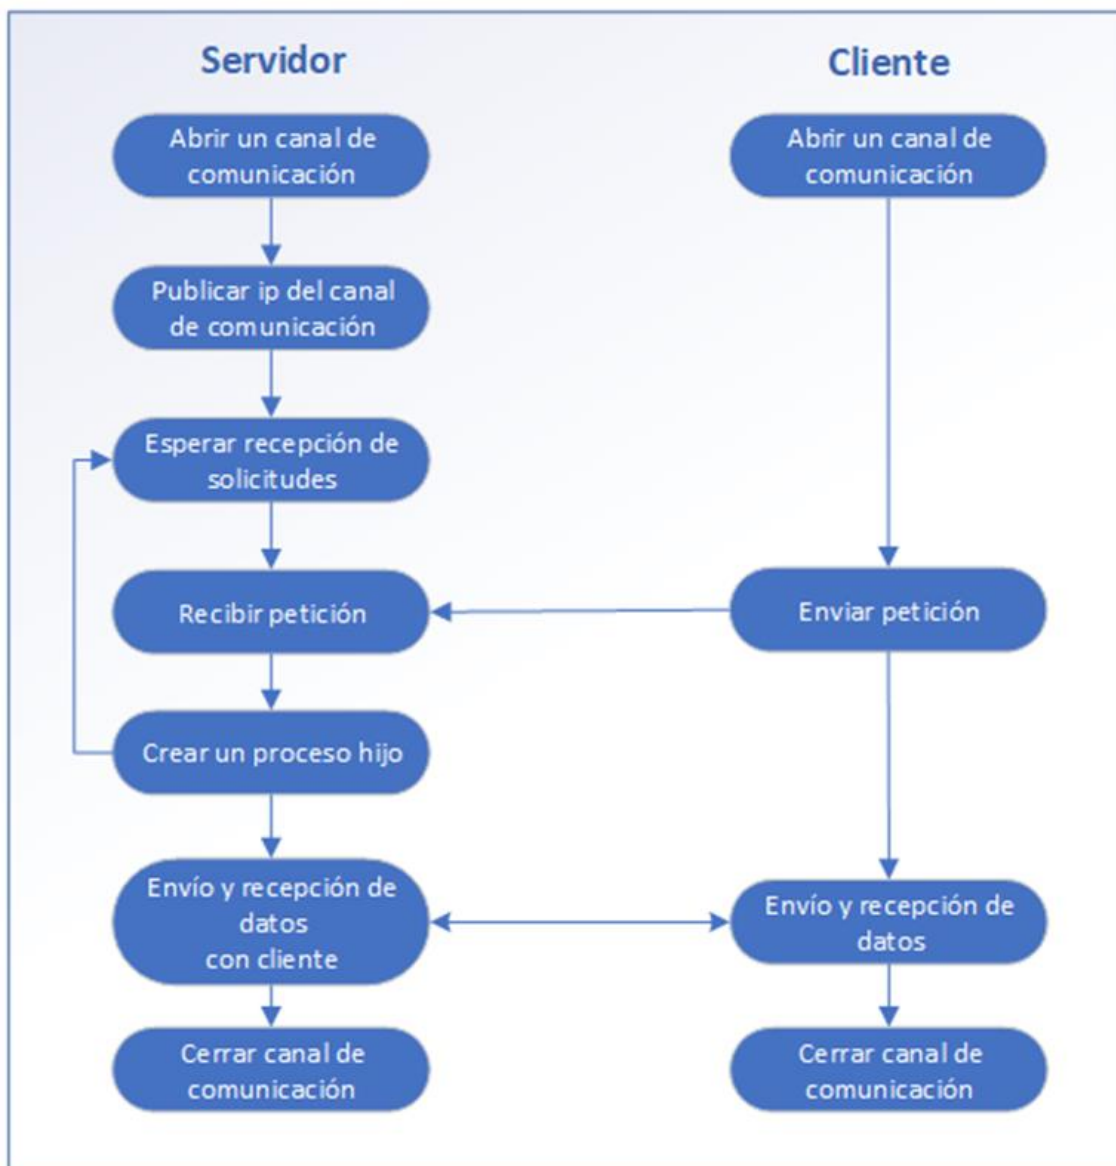 Servidor
Abrir un canal de
comunicación
Publicar ip del canal
de comunicación
Esperar recepción de
solicitudes
Recibir petición
Crear un proceso hijo
Envío y recepción de
datos
con cliente
Cerrar canal de
comunicación
Cliente
Abrir un canal de
comunicación
Enviar petición
Envío y recepción de
datos
Cerrar canal de
comunicación